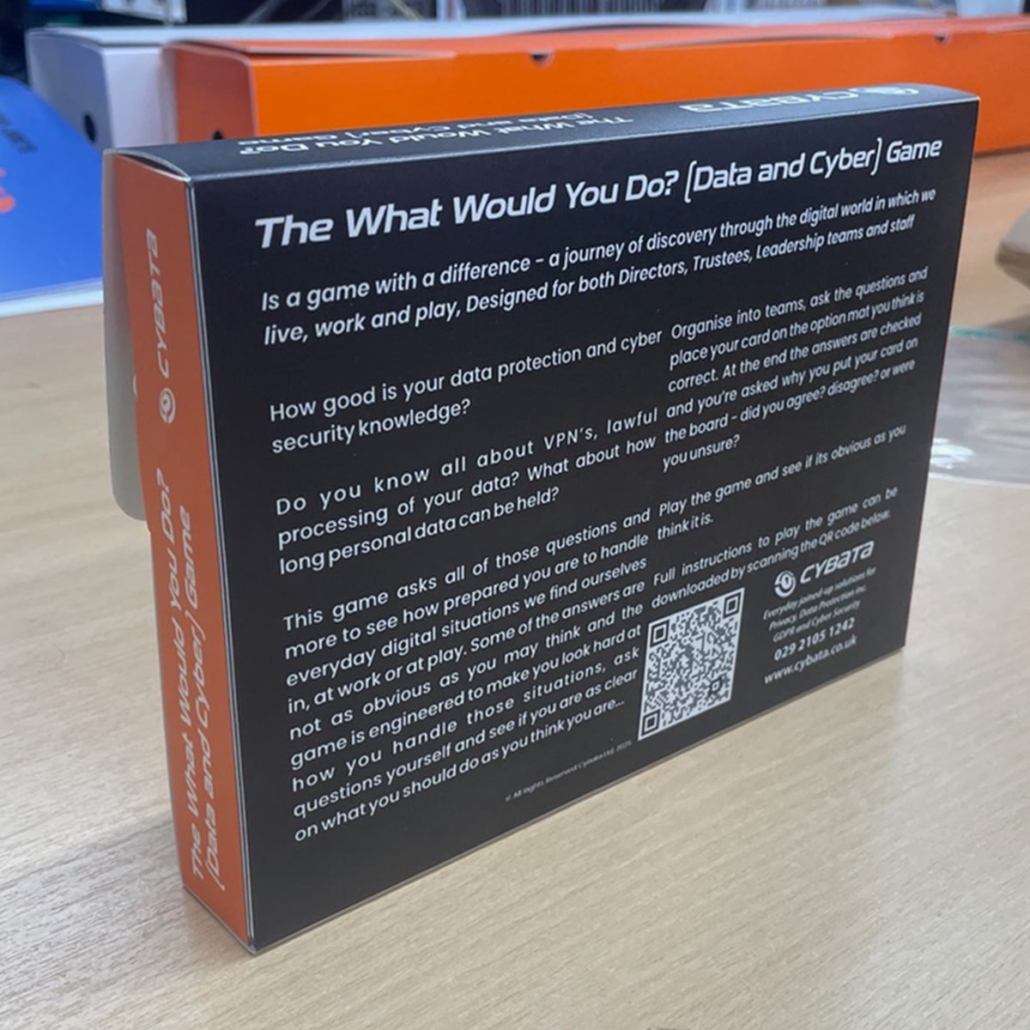 CYBATA
The What Would You Do?
(Data and Cyber) Game
The What Would You Do? (Data and Cyber) Game
Is a game with a difference - a journey of discovery through the digital world in which we
live, work and play, Designed for both Directors, Trustees, Leadership teams and staff
How good is your data protection and cyber
security knowledge?
Do you know all about VPN's, lawful
processing of your data? What about how
long personal data can be held?
This game asks all of those questions and
more to see how prepared you are to handle
everyday digital situations we find ourselves
in, at work or at play. Some of the answers are
not as obvious as you may think and the
game is engineered to make you look hard at
how you handle those situations, ask
questions yourself and see if you are as clear
on what you should do as you think you are...
Organise into teams, ask the questions and
place your card on the option mat you think is
correct. At the end the answers are checked
and you're asked why you put your card on
the board - did you agree? disagree? or were
you unsure?
Play the game and see if its obvious as you
think it is.
Full instructions to play the game can be
downloaded by scanning the QR code below.
CYBATA
Everyday joined-up solutions for
Privacy, Data Protection inc.
GDPR and Cyber Security
029 2105 1242
www.cybata.co.uk
© All Rights Reserved Cybata Ltd. 2025
The What Would You Do?
(Data and Cyber) Game
CYBATA